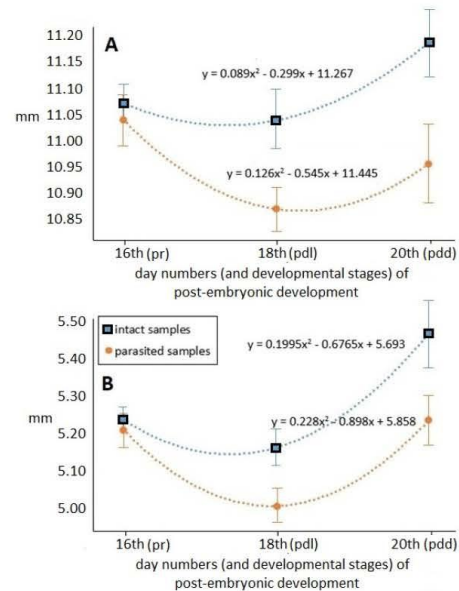 A
11.20
11.15
11.10
mm 11.05
11.00
10.95
10.90
10.85
y = 0.089x² - 0.299x + 11.267
y = 0.126x² - 0.545x + 11.445
16th (pr) 18th (pdl) 20th (pdd)
day numbers (and developmental stages) of
post-embryonic development
5.50
5.40
5.30
mm
5.20
5.10
5.00
intact samples
parasited samples
B
y = 0.1995x² - 0.6765x + 5.693
y = 0.228x² - 0.898x + 5.858
16th (pr) 18th (pdl) 20th (pdd)
day numbers (and developmental stages) of
post-embryonic development